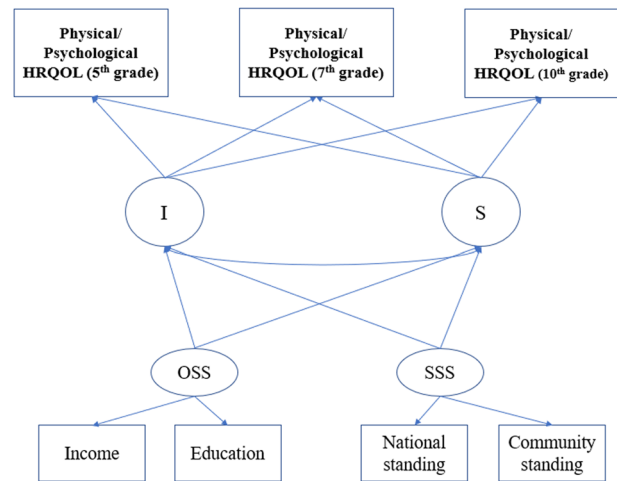 Physical/
Psychological
HRQOL (5th grade)
Physical/
Psychological
HRQOL (7th grade)
Physical/
Psychological
HRQOL (10th grade)
I
S
OSS
SSS
Income
Education
National
standing
Community
standing